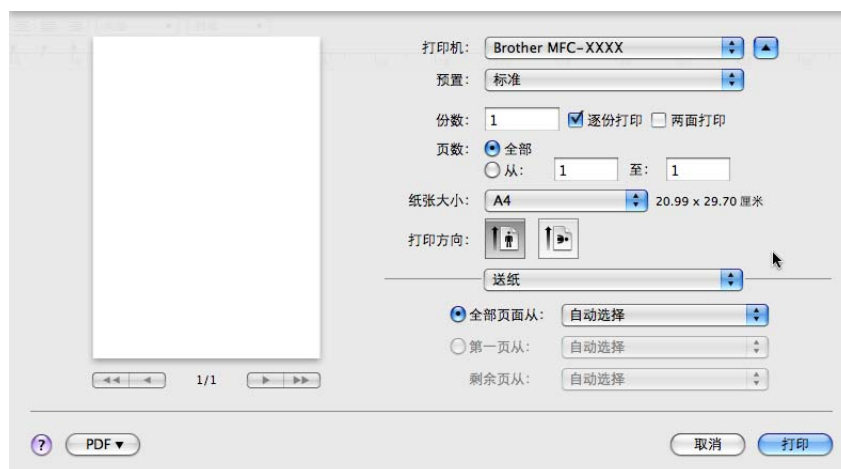 打印机: Brother MFC-XXXX
预置: 标准
份数: 1 逐份打印 两面打印
页数: 全部
从: 1 至: 1
纸张大小: A4 20.99 x 29.70 厘米
打印方向:
送纸
全部页面从: 自动选择
第一页从: 自动选择
剩余页从: 自动选择
1/1
? PDF▼ 取消 打印